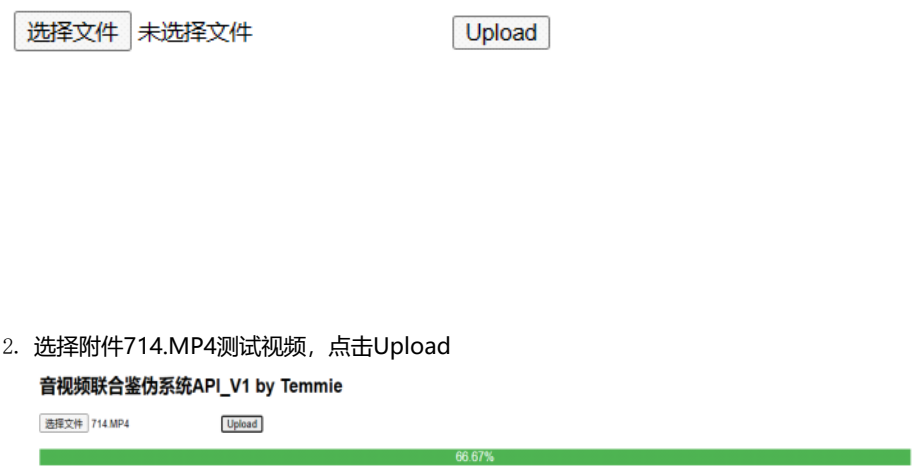 选择文件 未选择文件 Upload
2. 选择附件714.MP4测试视频，点击Upload
音视频联合鉴伪系统API_V1 by Temmie
选择文件 714.MP4 Upload
66.67%